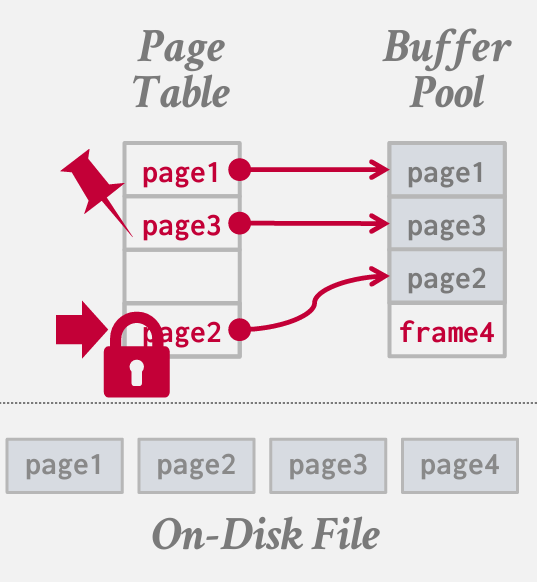 Page
Table
Buffer
Pool
page1
page3
page2
page1
page3
page2
frame4
page1
page2
page3
page4
On-Disk File